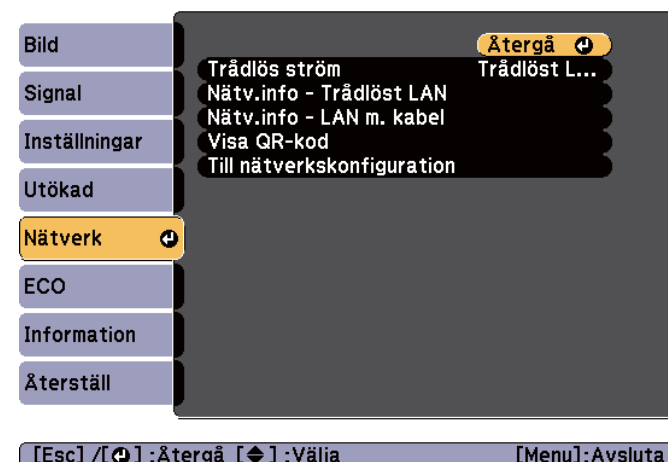 Bild
Signal
Inställningar
Utökad
Nätverk
ECO
Information
Återställ
Återgå
Trådlös ström Trådlöst L...
Nätv.info - Trådlöst LAN
Nätv.info - LAN m. kabel
Visa QR-kod
Till nätverkskonfiguration
[Esc] /[ ] :Återgå [ ] :Välja [Menu]:Avsluta